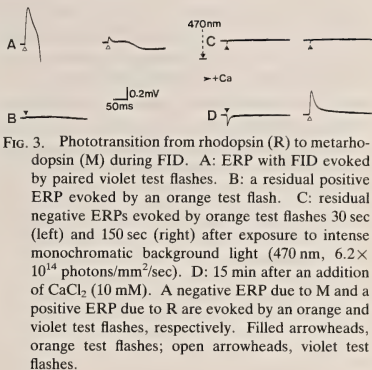 470nm
A
C
➤+Ca
0.2mV
50ms
B
D
FIG. 3. Phototransition from rhodopsin (R) to metarho-
dopsin (M) during FID. A: ERP with FID evoked
by paired violet test flashes. B: a residual positive
ERP evoked by an orange test flash. C: residual
negative ERPs evoked by orange test flashes 30 sec
(left) and 150 sec (right) after exposure to intense
monochromatic background light (470 nm, 6.2×
10¹⁴ photons/mm²/sec). D: 15 min after an addition
of CaCl₂ (10 mM). A negative ERP due to M and a
positive ERP due to R are evoked by an orange and
violet test flashes, respectively. Filled arrowheads,
orange test flashes; open arrowheads, violet test
flashes.